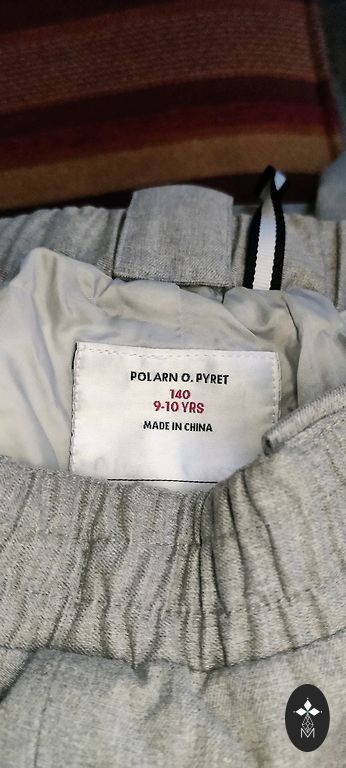 POLARN O. PYRET
140
9-10 YRS
MADE IN CHINA
M